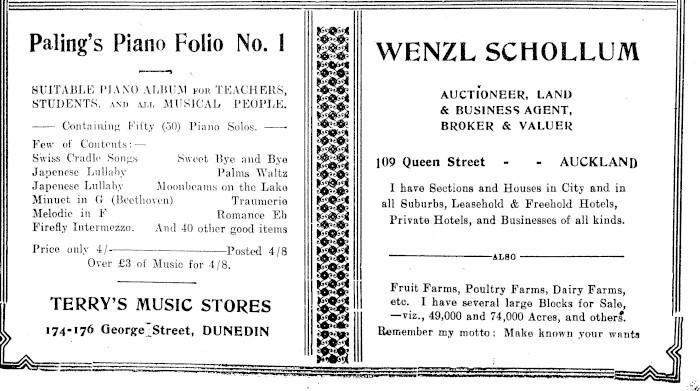 Paling's Piano Folio No. 1
SUITABLE PIANO ALBUM FOR TEACHERS,
STUDENTS, AND ALL MUSICAL PEOPLE.
Containing Fifty (50) Piano Solos.
Few of Contents:—
Swiss Cradle Songs Sweet Bye and Bye
Japenese Lullaby Palms Waltz
Japenese Lullaby Moonbeams on the Lake
Minuet in G (Beethoven) Traumerie
Melodie in F Romance Eb
Firefly Intermezzo. And 40 other good items
Price only 4/- Posted 4/8
Over £3 of Music for 4/8.
TERRY'S MUSIC STORES
174-176 George Street, DUNEDIN
WENZL SCHOLLUM
AUCTIONEER, LAND
& BUSINESS AGENT,
BROKER & VALUER
109 Queen Street - - AUCKLAND
I have Sections and Houses in City and in
all Suburbs, Leasehold & Freehold Hotels,
Private Hotels, and Businesses of all kinds.
ALSO
Fruit Farms, Poultry Farms, Dairy Farms,
etc. I have several large Blocks for Sale,
—viz., 49,000 and 74,000 Acres, and others.
Remember my motto: Make known your wants